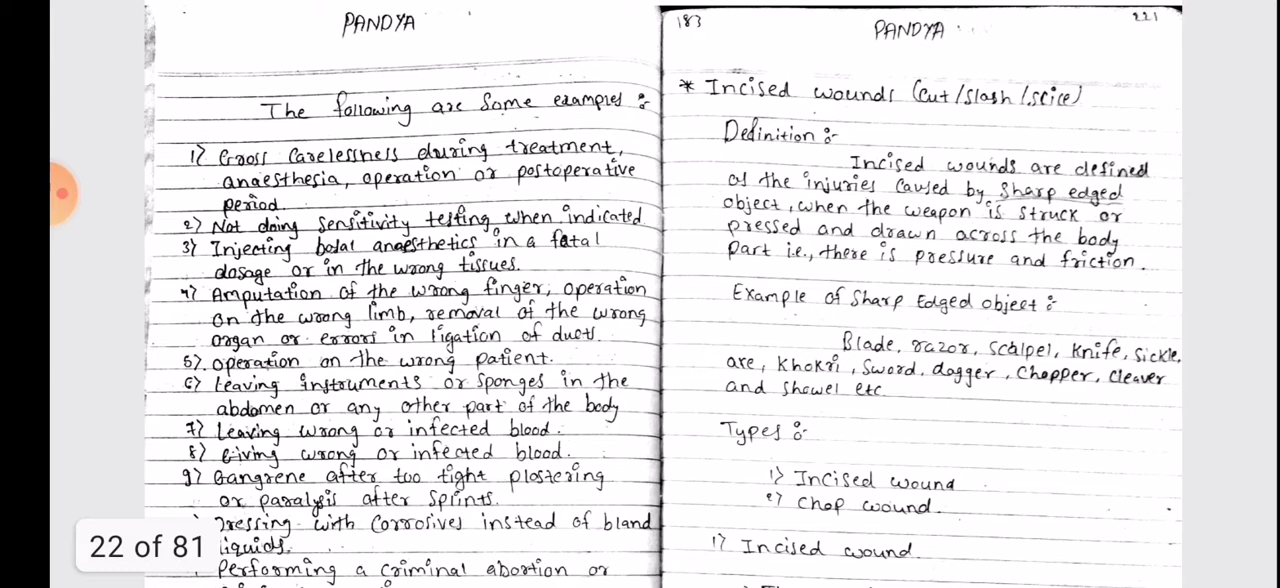 PANDYA
The following are some examples :-
1) Gross Carelessness during treatment,
anaesthesia, operation or postoperative
period.
2) Not doing sensitivity testing when indicated
3) Injecting bolal anaesthetics in a fatal
dosage or in the wrong tissues.
4) Amputation of the wrong finger, operation
on the wrong limb, removal of the wrong
organ or errors in ligation of ducts.
5) operation on the wrong patient.
6) Leaving instruments or sponges in the
abdomen or any other part of the body
7) Leaving wrong or infected blood.
8) Giving wrong or infected blood.
9) Gangrene after too tight plostering
or paralysis after splints.
Dressing with corrosives instead of bland
liquids.
Performing a criminal abortion or
22 of 81
183
221
PANDYA
* Incised wounds (cut/slash/scice)
Definition :-
Incised wounds are defined
of the injuries caused by sharp edged
object, when the weapon is struck or
pressed and drawn across the body
part i.e., there is pressure and friction.
Example of sharp Edged object :-
Blade, razor, scalpel, knife, sickle,
axe, khokri, sword, dagger, chopper, cleaver
and showel etc
Types :-
1) Incised wound
2) Chop wound.
1) Incised wound.